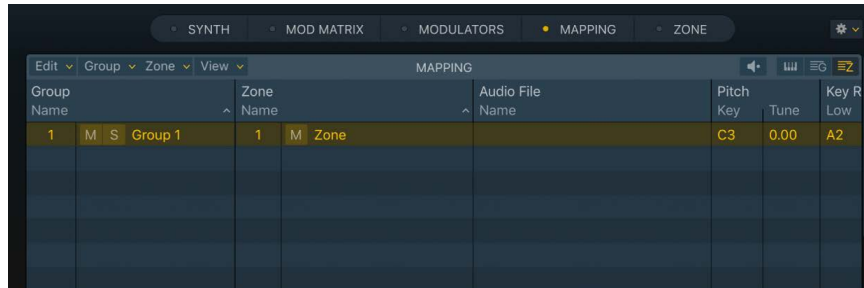 SYNTH MOD MATRIX MODULATORS MAPPING ZONE
Edit Group Zone View MAPPING G Z
Group Zone Audio File Pitch Key R
Name Name Name Key Tune Low
1 M S Group 1 1 M Zone C3 0.00 A2